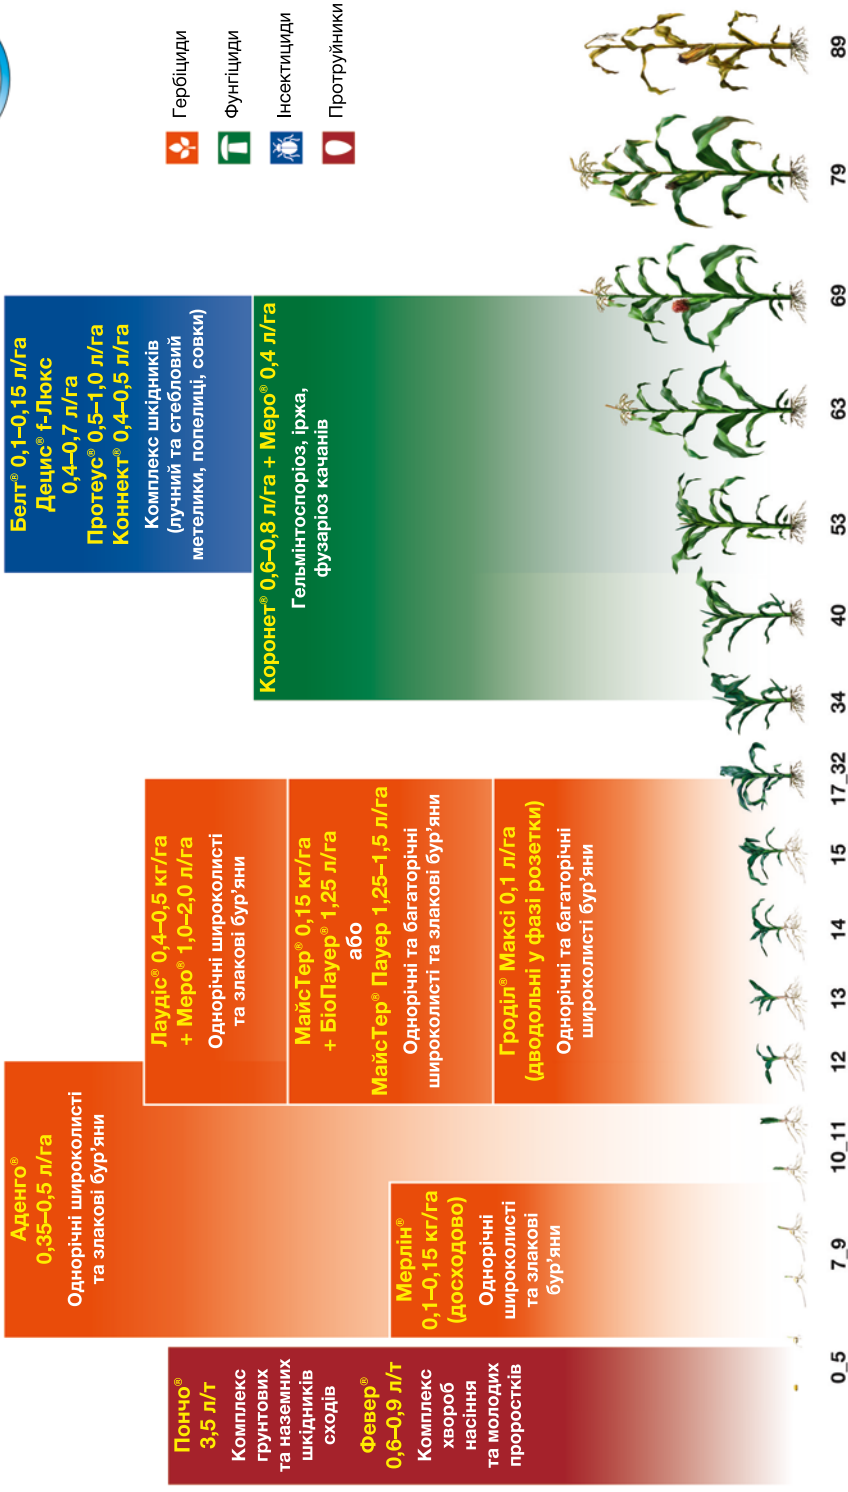 Пончо®
3,5 л/т
Комплекс
грунтових
та наземних
шкідників
сходів
Февер®
0,6–0,9 л/т
Комплекс
хвороб
насіння
та молодих
проростків
Аденго®
0,35–0,5 л/га
Однорічні широколисті
та злакові бур’яни
Мерлін®
0,1–0,15 кг/га
(досходово)
Однорічні
широколисті
та злакові
бур’яни
Лаудіс® 0,4–0,5 кг/га
+ Меро® 1,0–2,0 л/га
Однорічні широколисті
та злакові бур’яни
МайсТер® 0,15 кг/га
+ БіоПауер® 1,25 л/га
або
МайсТер® Пауер 1,25–1,5 л/га
Однорічні та багаторічні
широколисті та злакові бур’яни
Гроділ® Максі 0,1 л/га
(дводольні у фазі розетки)
Однорічні та багаторічні
широколисті бур’яни
Белт® 0,1–0,15 л/га
Децис® f-Люкс
0,4–0,7 л/га
Протеус® 0,5–1,0 л/га
Коннект® 0,4–0,5 л/га
Комплекс шкідників
(лучний та стебловий
метелики, попелиці, совки)
Коронет® 0,6–0,8 л/га + Меро® 0,4 л/га
Гельмінтоспоріоз, іржа,
фузаріоз качанів
Гербіциди
Фунгіциди
Інсектициди
Протруйники
0_5
7_9
10_11
12
13
14
15
17_32
34
40
53
63
69
79
89